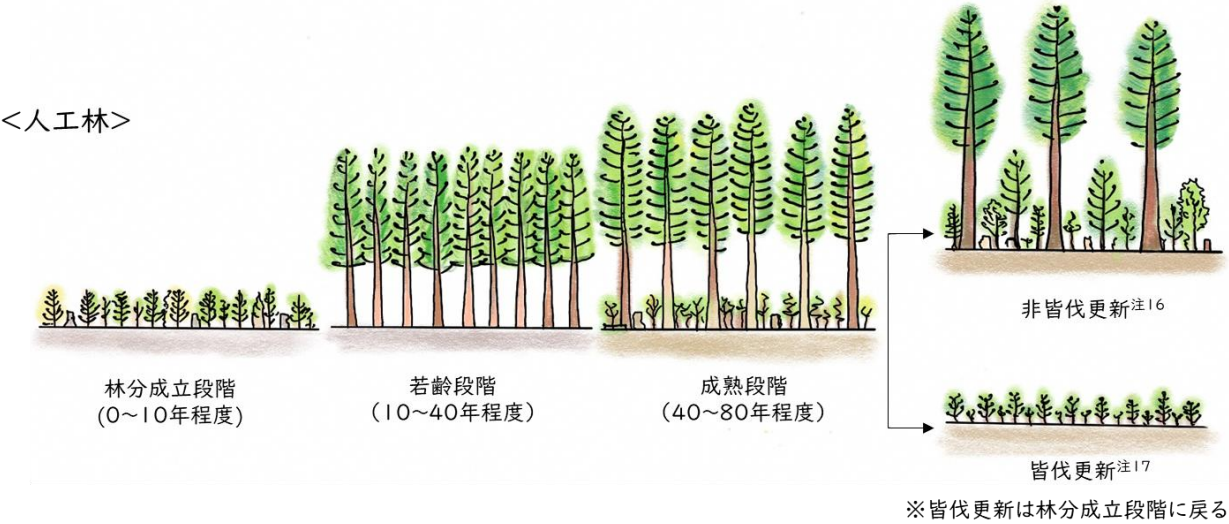 <人工林>
林分成立段階
(0~10年程度)
若齢段階
(10~40年程度)
成熟段階
(40~80年程度)
非皆伐更新注16
皆伐更新注17
※皆伐更新は林分成立段階に戻る